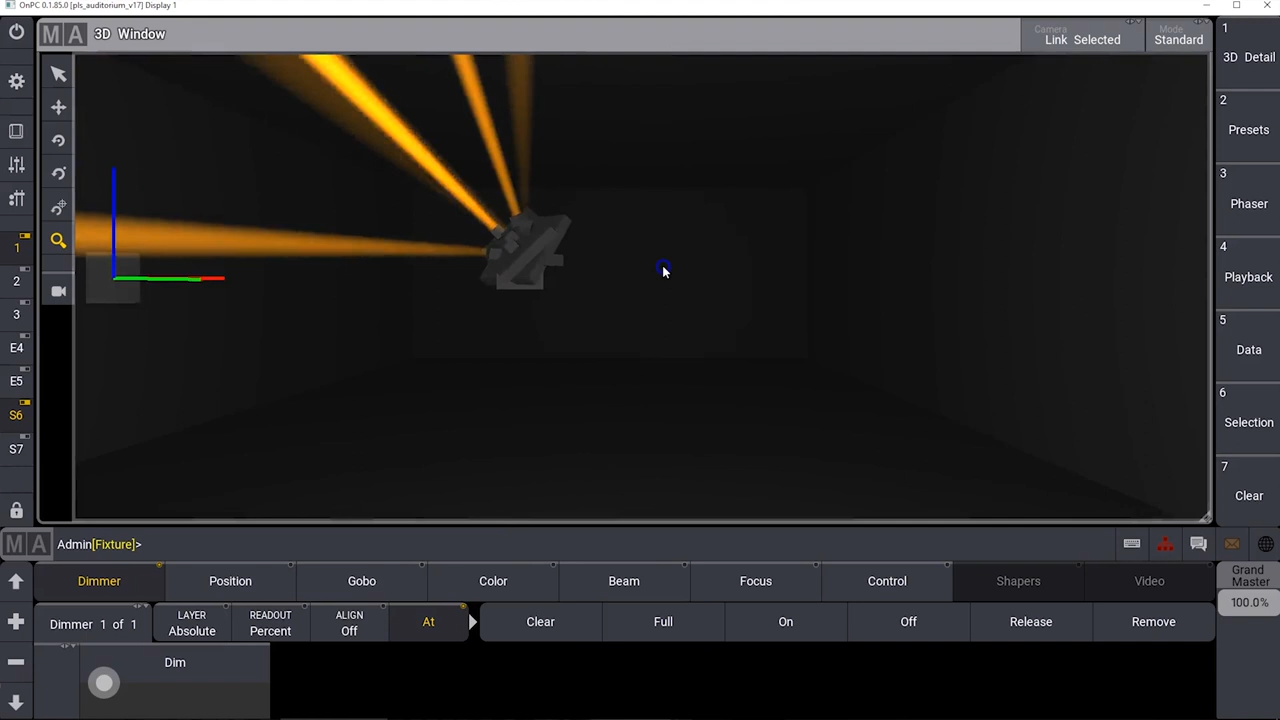 OnPC 0.1.85.0 [pls_auditorium_v17] Display 1
MA 3D Window
Camera
Link Selected
Mode
Standard
1
3D Detail
2
Presets
3
Phaser
4
Playback
5
Data
6
Selection
7
Clear
1
2
3
E4
E5
S6
S7
MA Admin[Fixture]>
Dimmer Position Gobo Color Beam Focus Control Shapers Video
Grand
Master
100.0%
Dimmer 1 of 1
LAYER
Absolute
READOUT
Percent
ALIGN
Off
At Clear Full On Off Release Remove
Dim